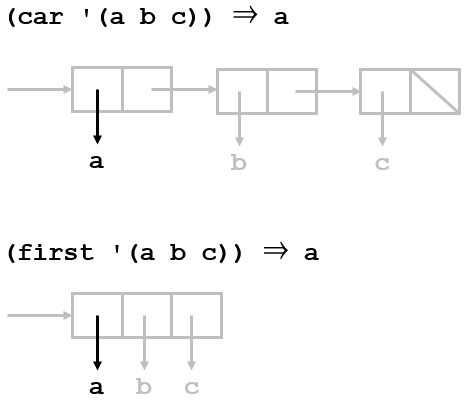 (car '(a b c)) ⇒ a
a b c
(first '(a b c)) ⇒ a
a b c